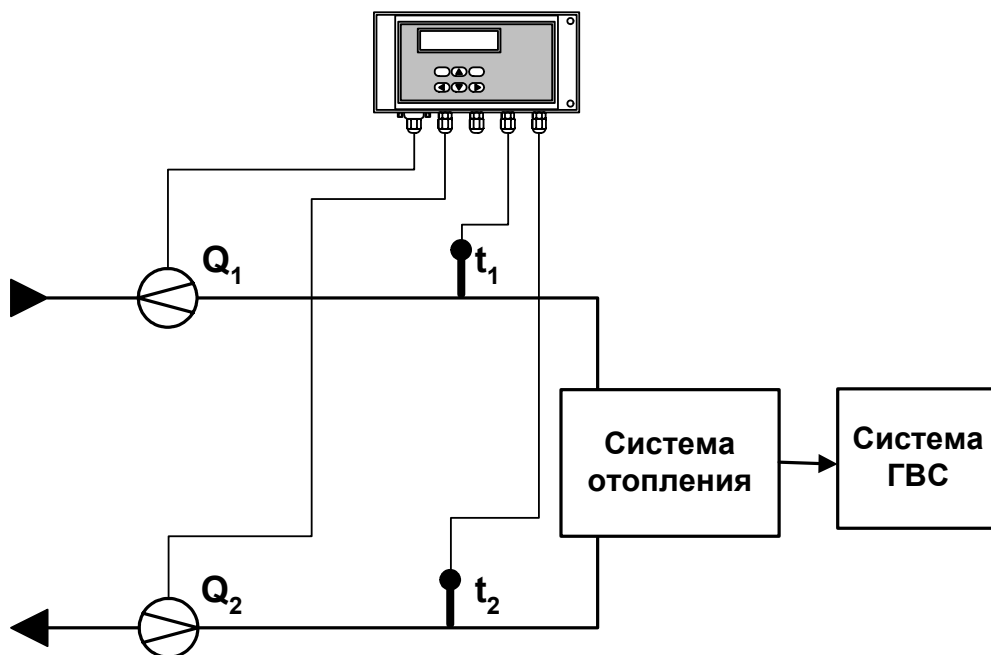 Q₁
t₁
Система
отопления
Система
ГВС
Q₂
t₂